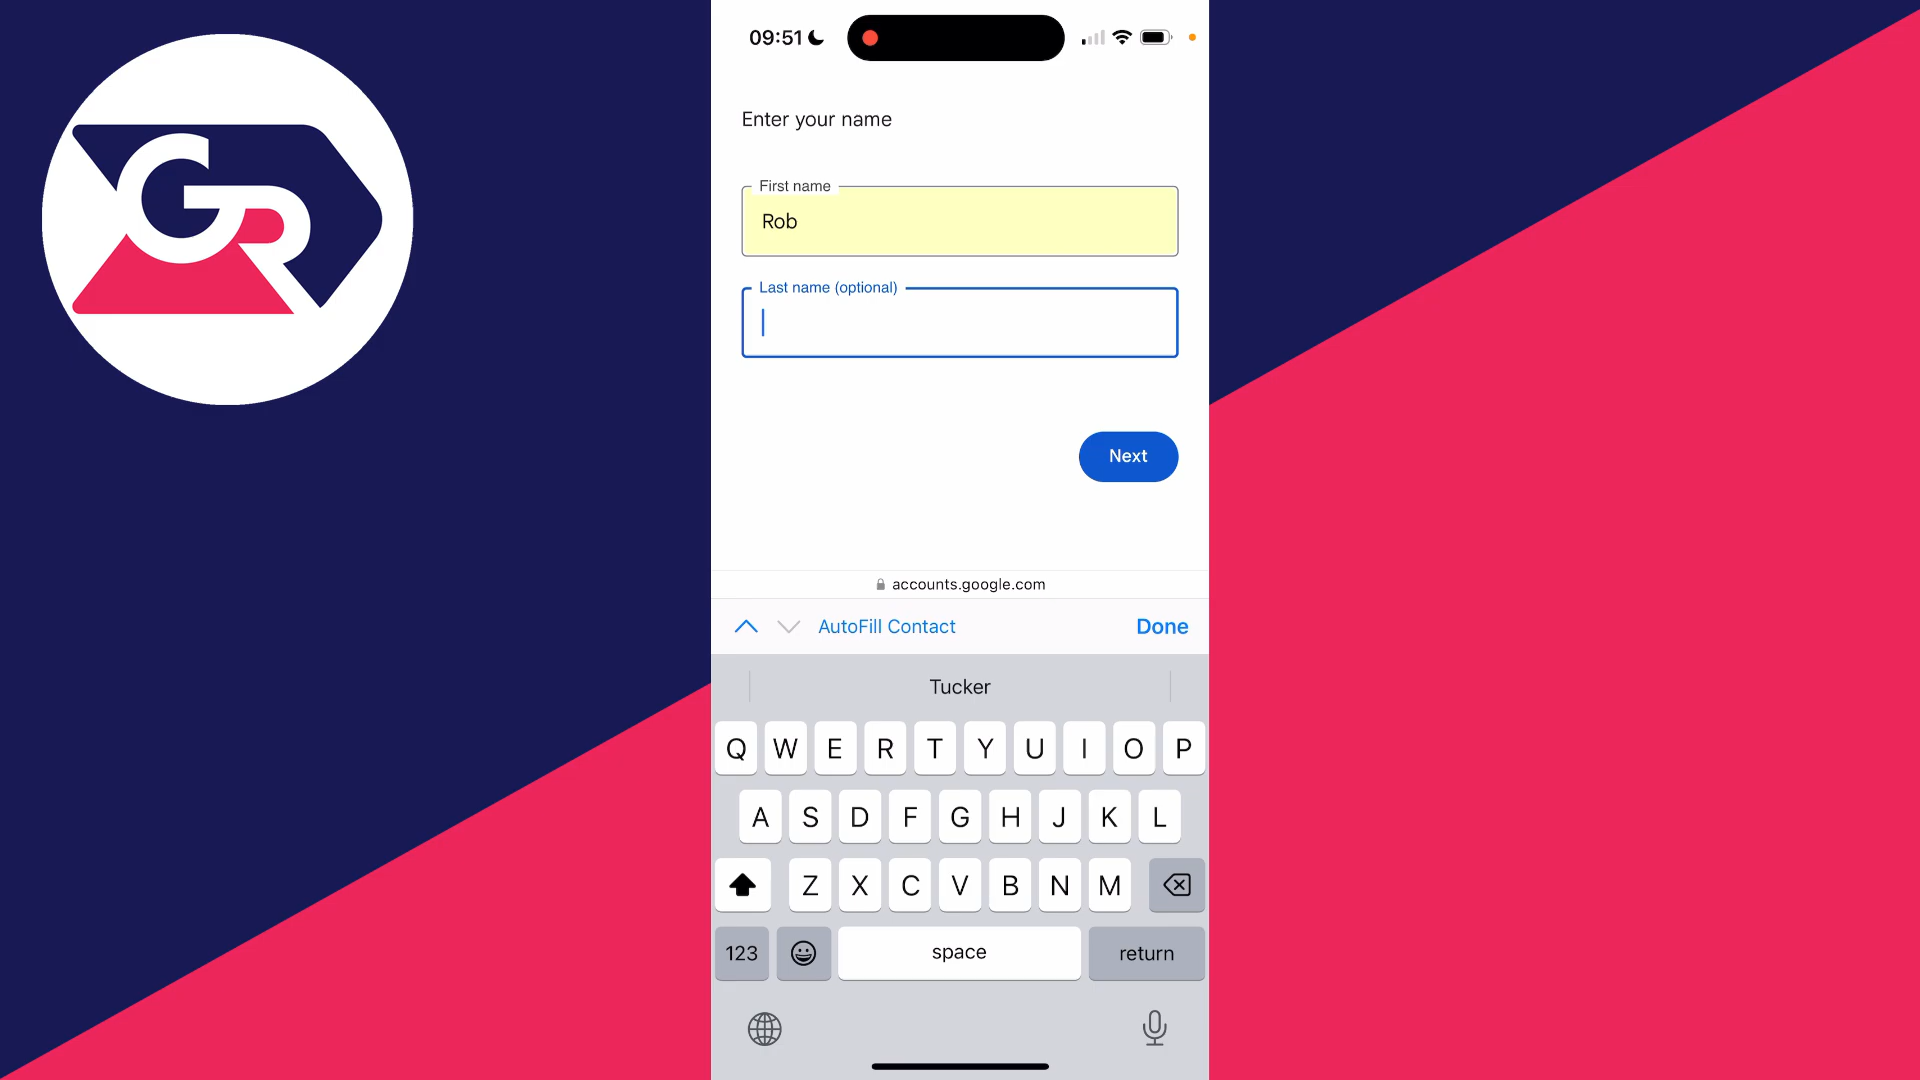 GR
09:51
Enter your name
First name
Rob
Last name (optional)
Next
accounts.google.com
AutoFill Contact
Done
Tucker
Q W E R T Y U I O P
A S D F G H J K L
Z X C V B N M
123
space
return